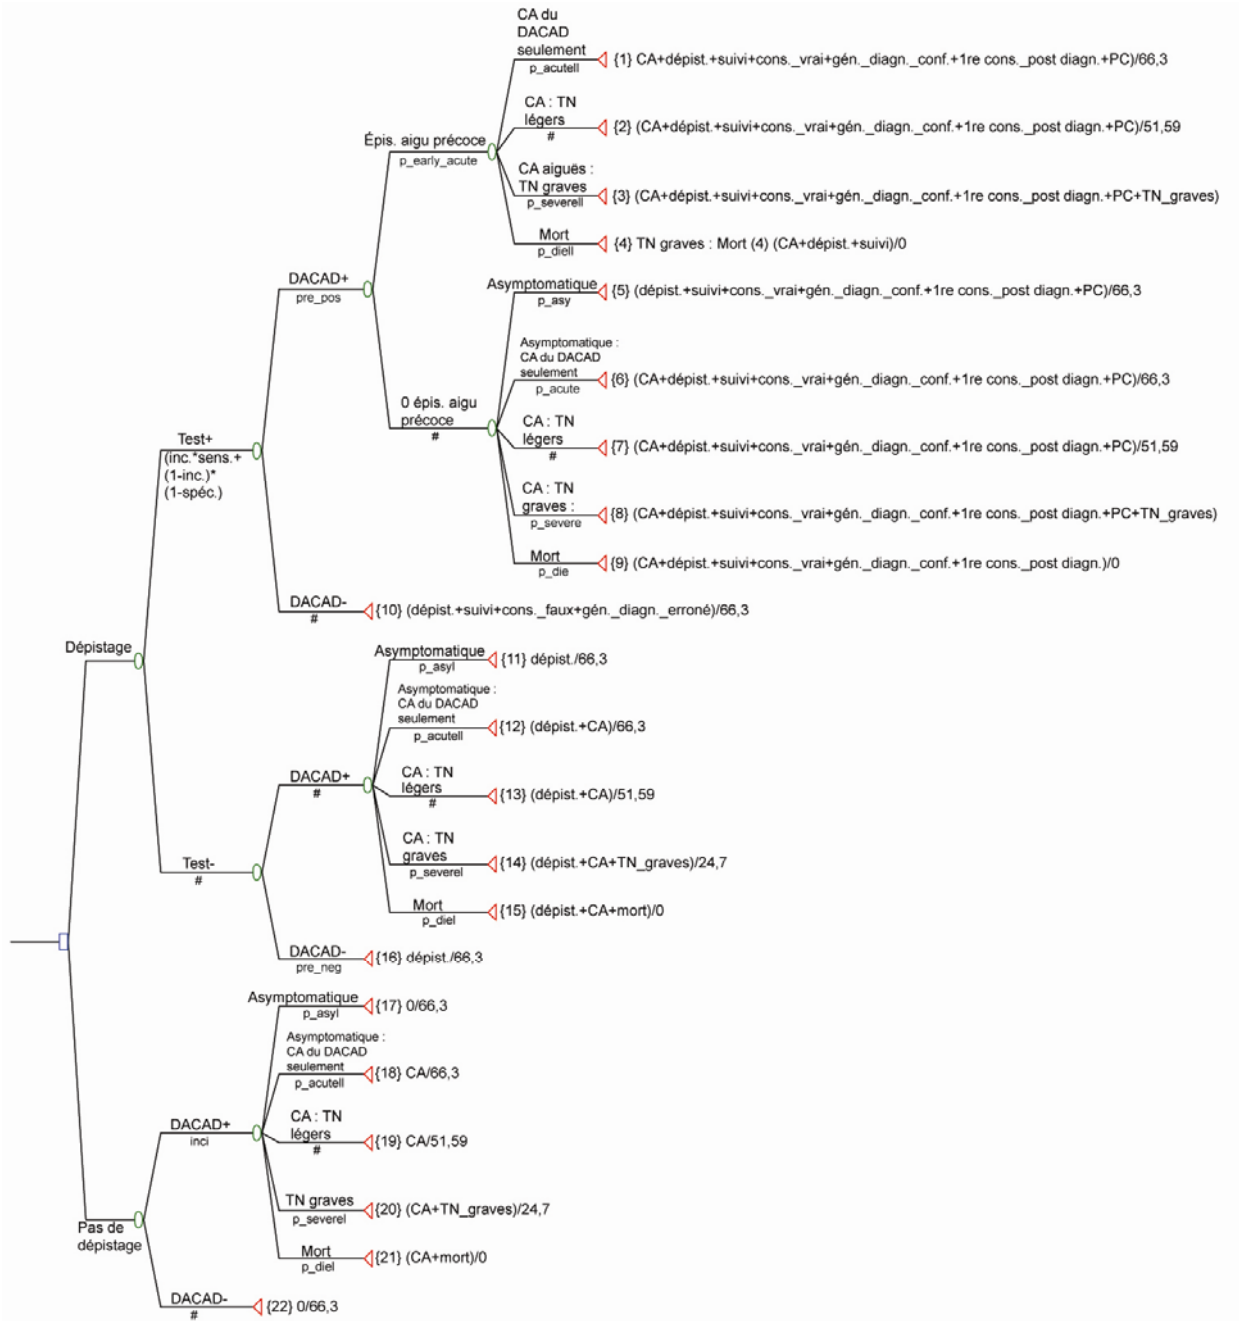 CA du
DACAD
seulement
p_acutell
{1} CA+dépist.+suivi+cons._vrai+gén._diagn._conf.+1re cons._post diagn.+PC)/66,3
CA : TN
légers
#
{2} (CA+dépist.+suivi+cons._vrai+gén._diagn._conf.+1re cons._post diagn.+PC)/51,59
Épis. aigu précoce
p_early_acute
CA aiguës :
TN graves
p_severell
{3} (CA+dépist.+suivi+cons._vrai+gén._diagn._conf.+1re cons._post diagn.+PC+TN_graves)
Mort
p_diell
{4} TN graves : Mort (4) (CA+dépist.+suivi)/0
DACAD+
pre_pos
Asymptomatique
p_asy
{5} (dépist.+suivi+cons._vrai+gén._diagn._conf.+1re cons._post diagn.+PC)/66,3
Asymptomatique :
CA du DACAD
seulement
p_acute
{6} (CA+dépist.+suivi+cons._vrai+gén._diagn._conf.+1re cons._post diagn.+PC)/66,3
0 épis. aigu
précoce
#
CA : TN
légers
#
{7} (CA+dépist.+suivi+cons._vrai+gén._diagn._conf.+1re cons._post diagn.+PC)/51,59
Test+
(inc.*sens.+
(1-inc.)*
(1-spéc.)
CA : TN
graves :
p_severe
{8} (CA+dépist.+suivi+cons._vrai+gén._diagn._conf.+1re cons._post diagn.+PC+TN_graves)
Mort
p_die
{9} (CA+dépist.+suivi+cons._vrai+gén._diagn._conf.+1re cons._post diagn.)/0
DACAD-
#
{10} (dépist.+suivi+cons._faux+gén._diagn._erroné)/66,3
Dépistage
Asymptomatique
p_asyl
{11} dépist./66,3
Asymptomatique :
CA du DACAD
seulement
p_acutell
{12} (dépist.+CA)/66,3
DACAD+
#
CA : TN
légers
#
{13} (dépist.+CA)/51,59
CA : TN
graves
p_severel
{14} (dépist.+CA+TN_graves)/24,7
Test-
#
Mort
p_diel
{15} (dépist.+CA+mort)/0
DACAD-
pre_neg
{16} dépist./66,3
Asymptomatique
p_asyl
{17} 0/66,3
Asymptomatique :
CA du DACAD
seulement
p_acutell
{18} CA/66,3
DACAD+
inci
CA : TN
légers
#
{19} CA/51,59
TN graves
p_severel
{20} (CA+TN_graves)/24,7
Pas de
dépistage
Mort
p_diel
{21} (CA+mort)/0
DACAD-
#
{22} 0/66,3